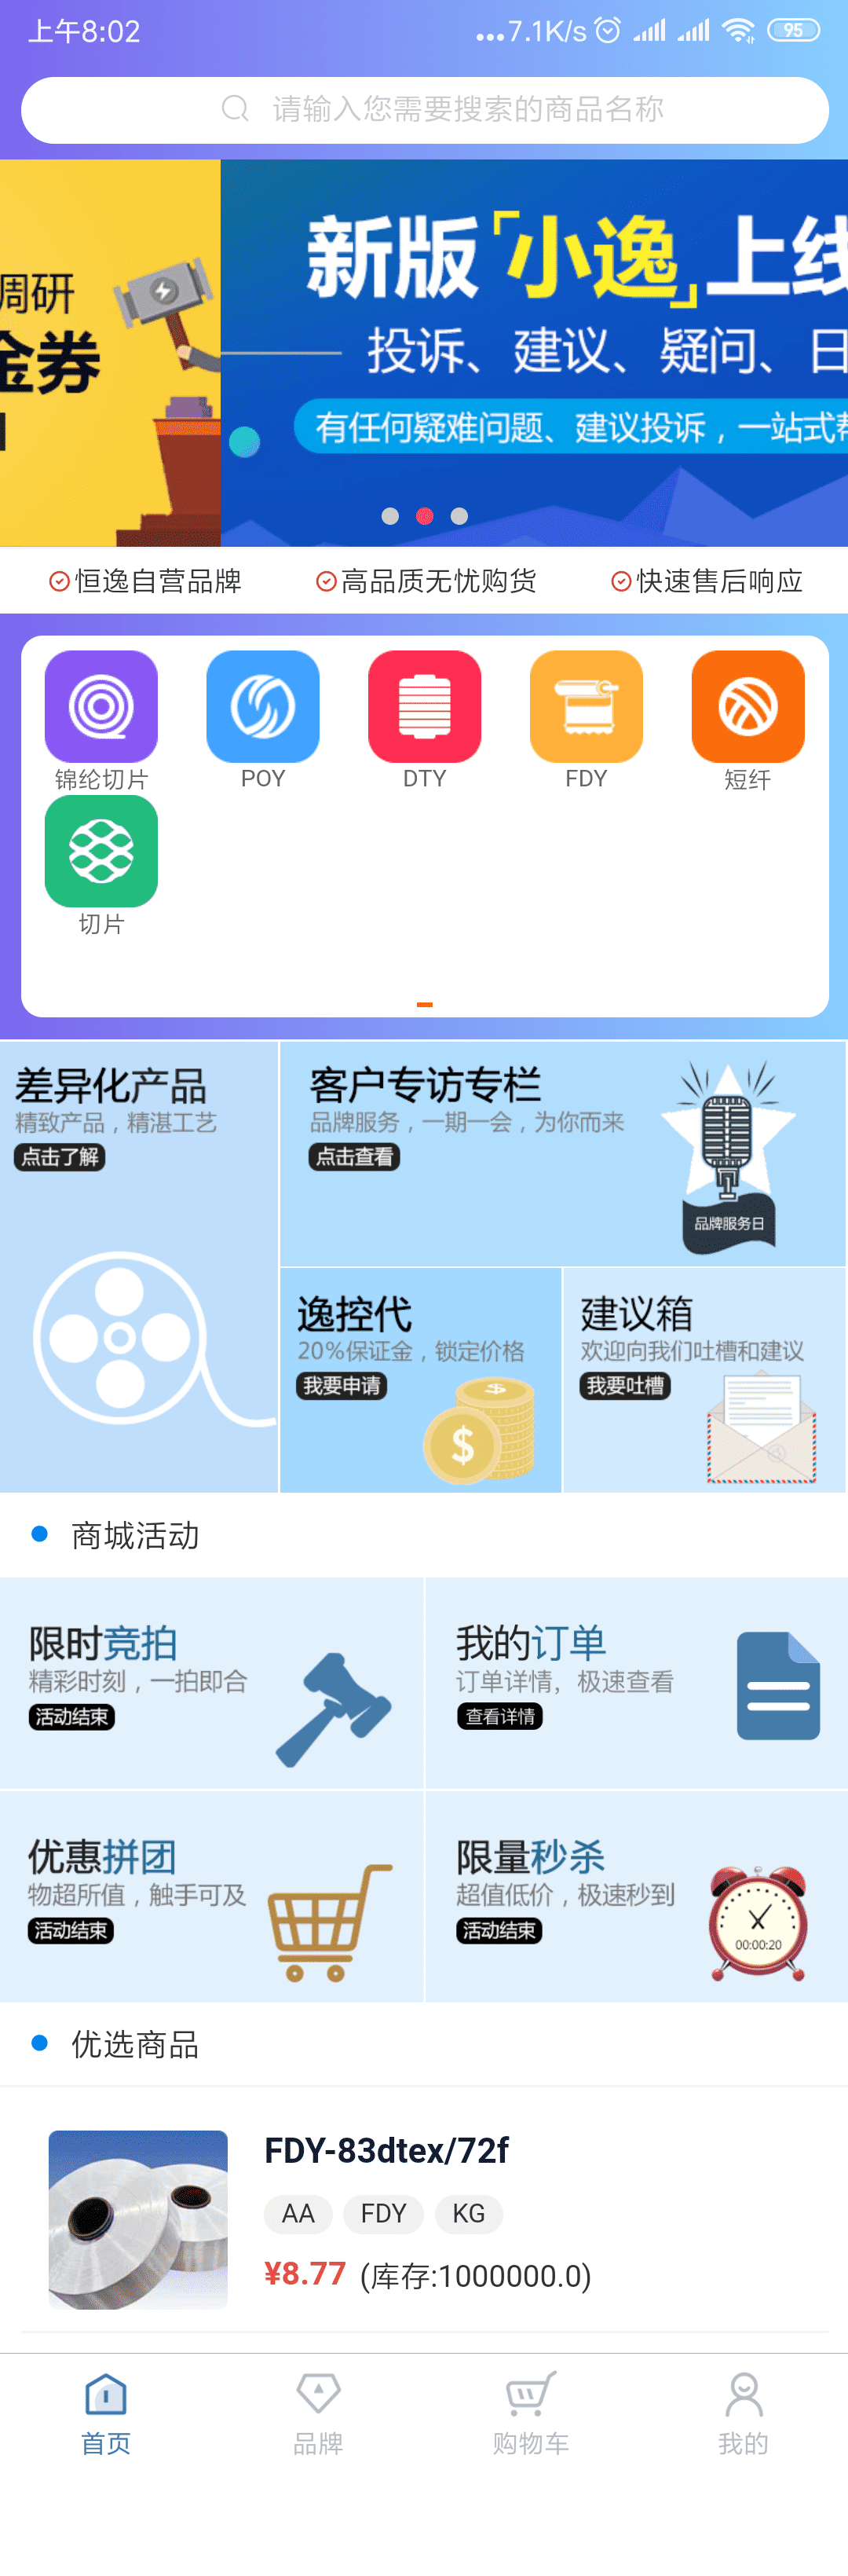 上午8:02
...7.1K/s
95
请输入您需要搜索的商品名称
调研
金券
新版「小逸」上线
投诉、建议、疑问、日
有任何疑难问题、建议投诉，一站式帮
恒逸自营品牌
高品质无忧购货
快速售后响应
锦纶切片
POY
DTY
FDY
短纤
切片
差异化产品
精致产品，精湛工艺
点击了解
客户专访专栏
品牌服务，一期一会，为你而来
点击查看
品牌服务日
逸控代
20%保证金，锁定价格
我要申请
建议箱
欢迎向我们吐槽和建议
我要吐槽
商城活动
限时竞拍
精彩时刻，一拍即合
活动结束
我的订单
订单详情，极速查看
查看详情
优惠拼团
物超所值，触手可及
活动结束
限量秒杀
超值低价，极速秒到
活动结束
00:00:20
优选商品
FDY-83dtex/72f
AA
FDY
KG
¥8.77 (库存:1000000.0)
首页
品牌
购物车
我的